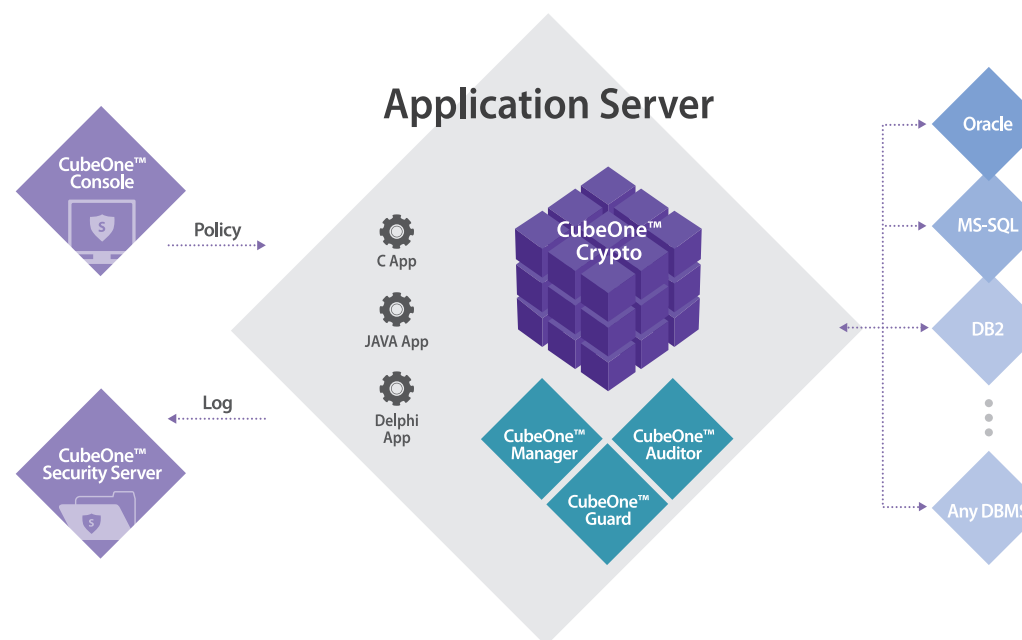 Application Server
CubeOne™
Console
S
Policy
C App
JAVA App
Delphi
App
CubeOne™
Crypto
CubeOne™
Manager
CubeOne™
Auditor
CubeOne™
Guard
Log
CubeOne™
Security Server
S
Oracle
MS-SQL
DB2
Any DBMS